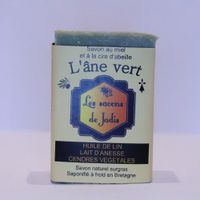 Savon au miel
et à la cire d'abeille
L'âne vert
Les savons
de Jadis
HUILE DE LIN
LAIT D'ANESSE
CENDRES VEGETALES
Savon naturel surgras
Saponifié à froid en Bretagne